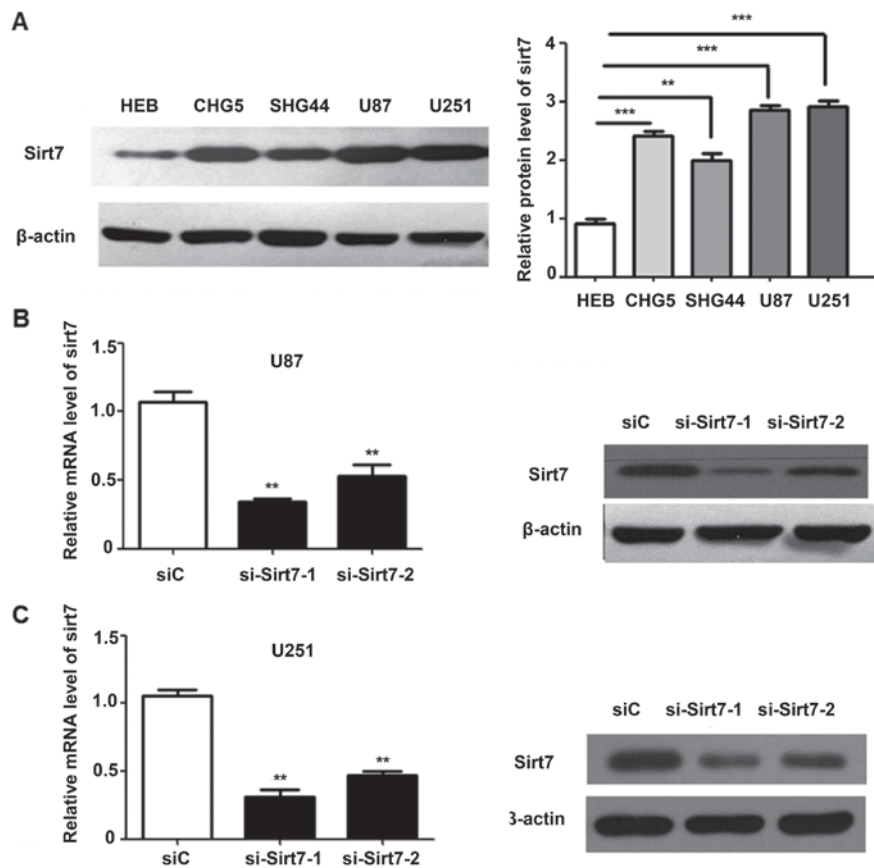 A
HEB CHG5 SHG44 U87 U251
Sirt7
β-actin
Relative protein level of sirt7
4
3
2
1
0
***
***
**
***
HEB CHG5 SHG44 U87 U251
B
Relative mRNA level of sirt7
1.5
1.0
0.5
0
U87
**
**
siC si-Sirt7-1 si-Sirt7-2
siC si-Sirt7-1 si-Sirt7-2
Sirt7
β-actin
C
Relative mRNA level of sirt7
1.5
1.0
0.5
0
U251
**
**
siC si-Sirt7-1 si-Sirt7-2
siC si-Sirt7-1 si-Sirt7-2
Sirt7
β-actin